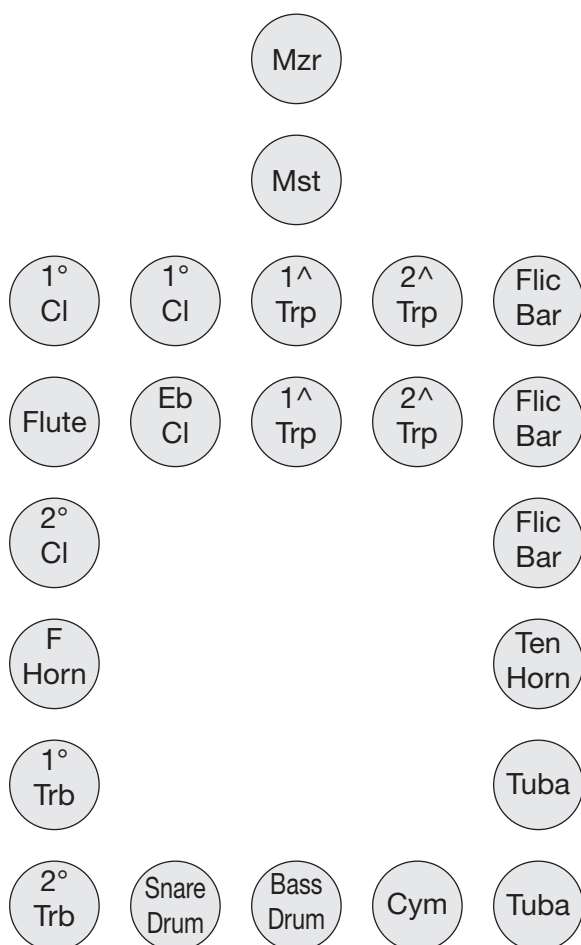 Mzr
Mst
1°
Cl
1°
Cl
1^
Trp
2^
Trp
Flic
Bar
Flute
Eb
Cl
1^
Trp
2^
Trp
Flic
Bar
2°
Cl
Flic
Bar
F
Horn
Ten
Horn
1°
Trb
Tuba
2°
Trb
Snare
Drum
Bass
Drum
Cym
Tuba